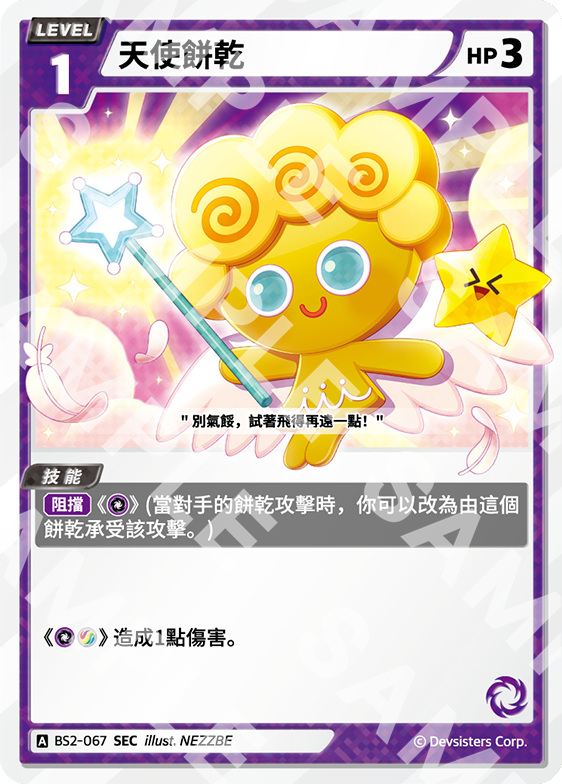 LEVEL
1
天使餅乾
HP 3
" 別氣餒，試著飛得再遠一點！"
技能
阻擋 《 》(當對手的餅乾攻擊時，你可以改為由這個
餅乾承受該攻擊。)
《 》造成1點傷害。
A BS2-067 SEC illust. NEZZBE
© Devsisters Corp.
SAMPLE